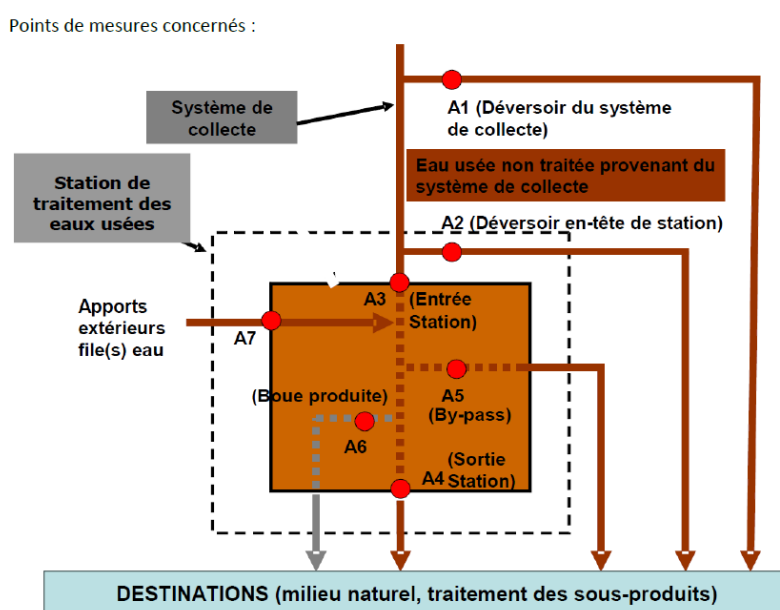 Points de mesures concernés :
Système de
collecte
A1 (Déversoir du système
de collecte)
Eau usée non traitée provenant du
système de collecte
Station de
traitement des
eaux usées
A2 (Déversoir en-tête de station)
A3
(Entrée
Station)
Apports
extérieurs
file(s) eau
A7
A5
(By-pass)
(Boue produite)
A6
(Sortie
Station)
A4
DESTINATIONS (milieu naturel, traitement des sous-produits)